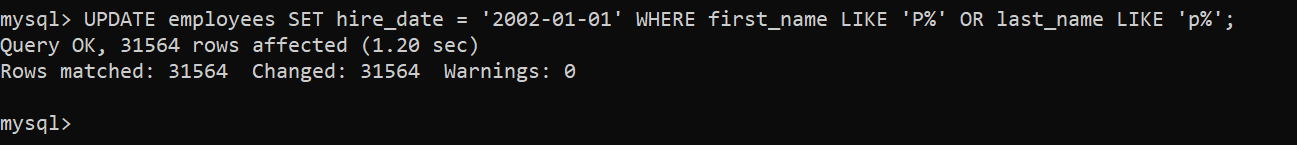 mysql> UPDATE employees SET hire_date = '2002-01-01' WHERE first_name LIKE 'P%' OR last_name LIKE 'p%';
Query OK, 31564 rows affected (1.20 sec)
Rows matched: 31564  Changed: 31564  Warnings: 0
mysql>